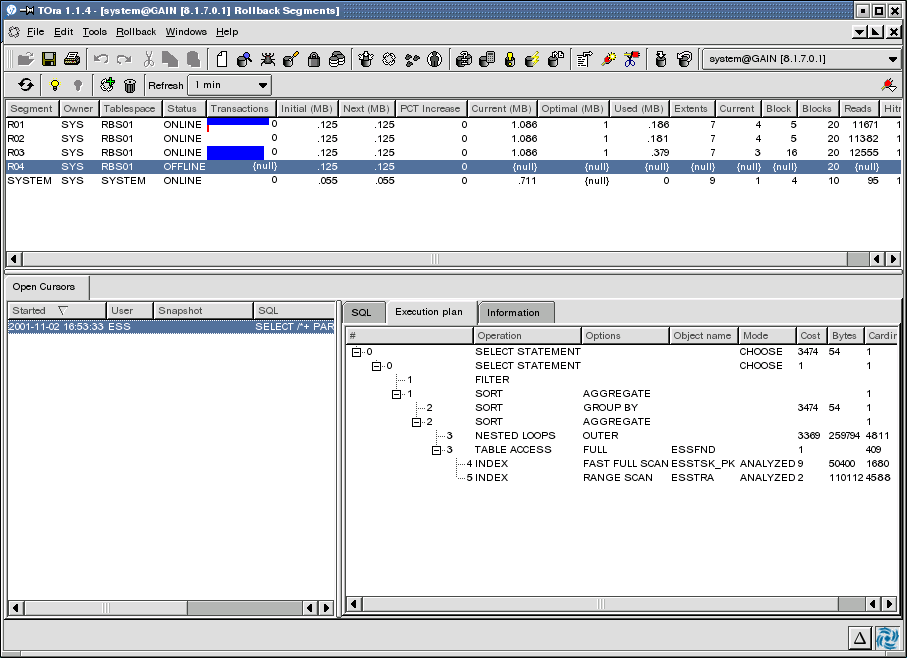 TOra 1.1.4 - [system@GAIN [8.1.7.0.1] Rollback Segments]
File Edit Tools Rollback Windows Help
system@GAIN [8.1.7.0.1]
Refresh 1 min
Segment Owner Tablespace Status Transactions Initial (MB) Next (MB) PCT Increase Current (MB) Optimal (MB) Used (MB) Extents Current Block Blocks Reads Hitr
R01 SYS RBS01 ONLINE 0 .125 .125 0 1.086 1 .186 7 4 5 20 11671 1
R02 SYS RBS01 ONLINE 0 .125 .125 0 1.086 1 .181 7 4 5 20 11382 1
R03 SYS RBS01 ONLINE 0 .125 .125 0 1.086 1 .379 7 3 16 20 12555 1
R04 SYS RBS01 OFFLINE {null} .125 .125 0 {null} {null} {null} {null} {null} {null} 20 {null}
SYSTEM SYS SYSTEM ONLINE 0 .055 .055 0 .711 {null} 0 9 1 4 10 95 1
Open Cursors
Started User Snapshot SQL
2001-11-02 16:53:33 ESS SELECT /*+ PAR
SQL Execution plan Information
# Operation Options Object name Mode Cost Bytes Cardin
0 SELECT STATEMENT CHOOSE 3474 54 1
0 SELECT STATEMENT CHOOSE 1 1
1 FILTER
1 SORT AGGREGATE 1
2 SORT GROUP BY 3474 54 1
2 SORT AGGREGATE 1
3 NESTED LOOPS OUTER 3369 259794 4811
3 TABLE ACCESS FULL ESSFND 1 409
4 INDEX FAST FULL SCAN ESSTSK_PK ANALYZED 9 50400 1680
5 INDEX RANGE SCAN ESSTRA ANALYZED 2 110112 4588